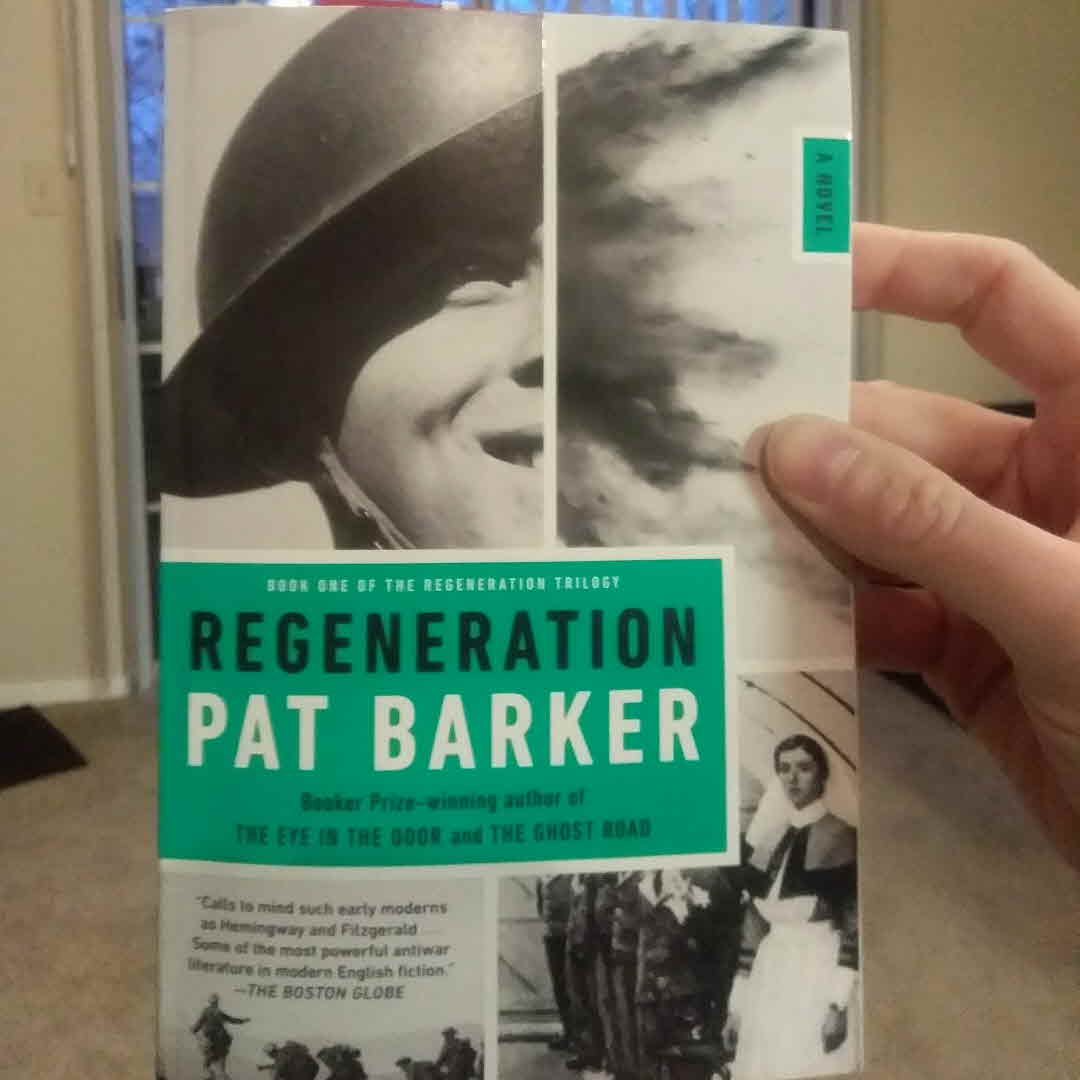 A NOVEL
BOOK ONE OF THE REGENERATION TRILOGY
REGENERATION
PAT BARKER
Booker Prize–winning author of
THE EYE IN THE DOOR and THE GHOST ROAD
"Calls to mind such early moderns
as Hemingway and Fitzgerald ....
Some of the most powerful antiwar
literature in modern English fiction."
—THE BOSTON GLOBE